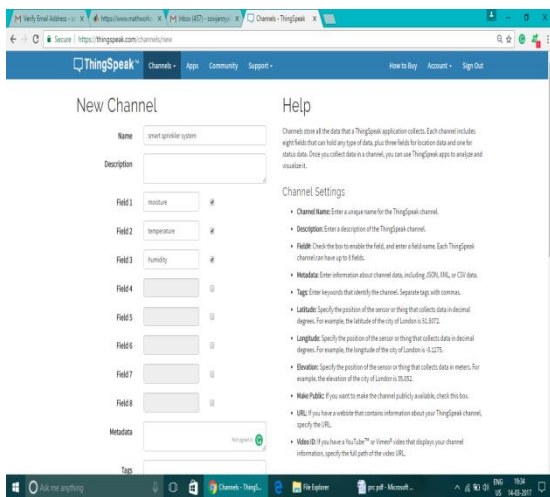 Verify Email Address - so
https://www.mathworks
Inbox (457) - sowjanya.v
Channels - ThingSpeak
Secure | https://thingspeak.com/channels/new
ThingSpeak™ Channels Apps Community Support How to Buy Account Sign Out
New Channel
Name smart sprinkler system
Description
Field 1 moisture
Field 2 temperature
Field 3 humidity
Field 4
Field 5
Field 6
Field 7
Field 8
Metadata
Not signed in
Tags
Help
Channels store all the data that a ThingSpeak application collects. Each channel includes
eight fields that can hold any type of data, plus three fields for location data and one for
status data. Once you collect data in a channel, you can use ThingSpeak apps to analyze and
visualize it.
Channel Settings
• Channel Name: Enter a unique name for the ThingSpeak channel.
• Description: Enter a description of the ThingSpeak channel.
• Field#: Check the box to enable the field, and enter a field name. Each ThingSpeak
channel can have up to 8 fields.
• Metadata: Enter information about channel data, including JSON, XML, or CSV data.
• Tags: Enter keywords that identify the channel. Separate tags with commas.
• Latitude: Specify the position of the sensor or thing that collects data in decimal
degrees. For example, the latitude of the city of London is 51.5072.
• Longitude: Specify the position of the sensor or thing that collects data in decimal
degrees. For example, the longitude of the city of London is -0.1275.
• Elevation: Specify the position of the sensor or thing that collects data in meters. For
example, the elevation of the city of London is 35.052.
• Make Public: If you want to make the channel publicly available, check this box.
• URL: If you have a website that contains information about your ThingSpeak channel,
specify the URL.
• Video ID: If you have a YouTube™ or Vimeo® video that displays your channel
information, specify the full path of the video URL.
Ask me anything
Channels - ThingS...
File Explorer
prc pdf - Microsoft ...
ENG 19:34
US 14-03-2017